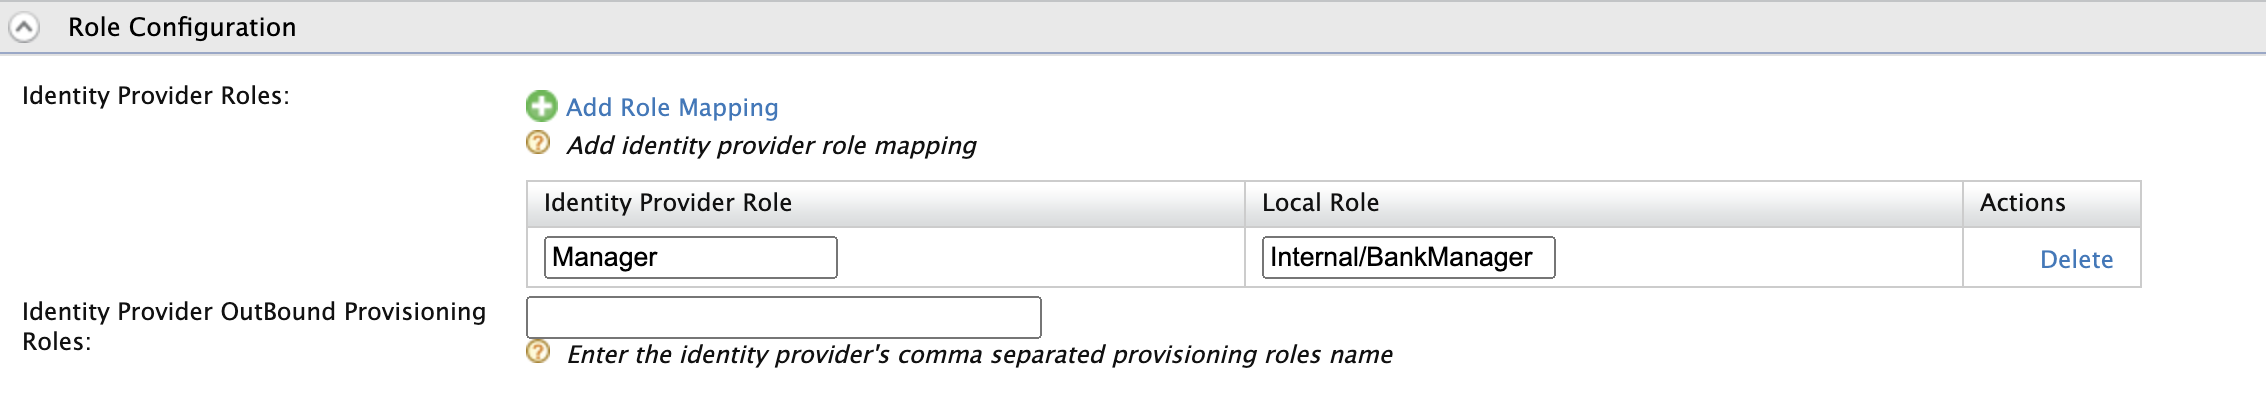 Role Configuration
Identity Provider Roles:
Add Role Mapping
Add identity provider role mapping
Identity Provider Role Local Role Actions
Manager Internal/BankManager Delete
Identity Provider OutBound Provisioning
Roles:
Enter the identity provider's comma separated provisioning roles name